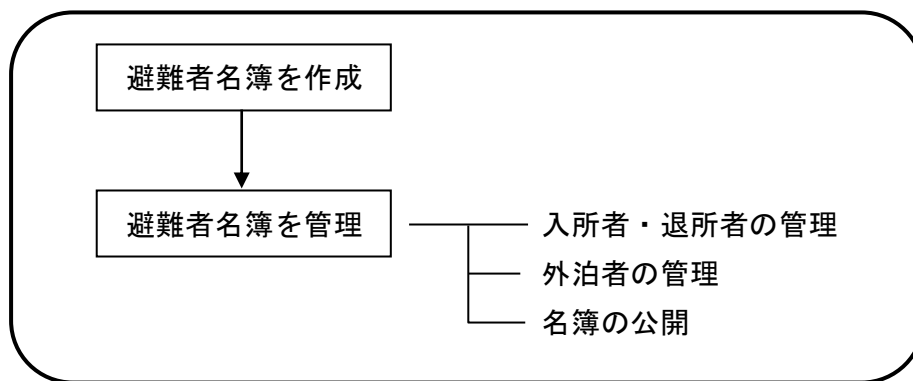 避難者名簿を作成
避難者名簿を管理
入所者・退所者の管理
外泊者の管理
名簿の公開